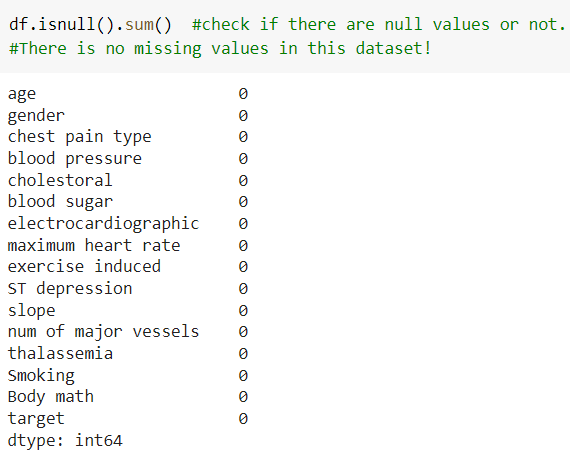 df.isnull().sum()  #check if there are null values or not.
#There is no missing values in this dataset!
age 0
gender 0
chest pain type 0
blood pressure 0
cholestoral 0
blood sugar 0
electrocardiographic 0
maximum heart rate 0
exercise induced 0
ST depression 0
slope 0
num of major vessels 0
thalassemia 0
Smoking 0
Body math 0
target 0
dtype: int64